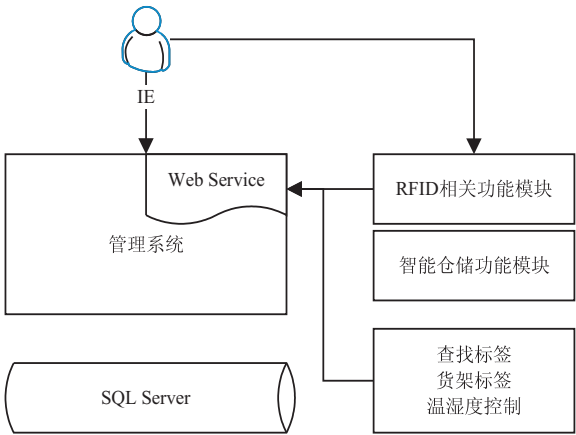 IE
Web Service
管理系统
RFID相关功能模块
智能仓储功能模块
查找标签
货架标签
温湿度控制
SQL Server